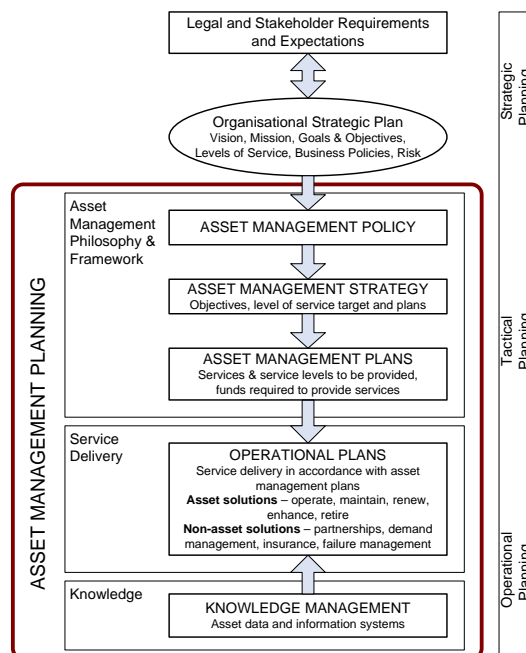 Legal and Stakeholder Requirements
and Expectations
Organisational Strategic Plan
Vision, Mission, Goals & Objectives,
Levels of Service, Business Policies, Risk
Strategic
Planning
ASSET MANAGEMENT PLANNING
Asset
Management
Philosophy &
Framework
ASSET MANAGEMENT POLICY
ASSET MANAGEMENT STRATEGY
Objectives, level of service target and plans
ASSET MANAGEMENT PLANS
Services & service levels to be provided,
funds required to provide services
Tactical
Planning
Service
Delivery
OPERATIONAL PLANS
Service delivery in accordance with asset
management plans
Asset solutions – operate, maintain, renew,
enhance, retire
Non-asset solutions – partnerships, demand
management, insurance, failure management
Operational
Planning
Knowledge
KNOWLEDGE MANAGEMENT
Asset data and information systems